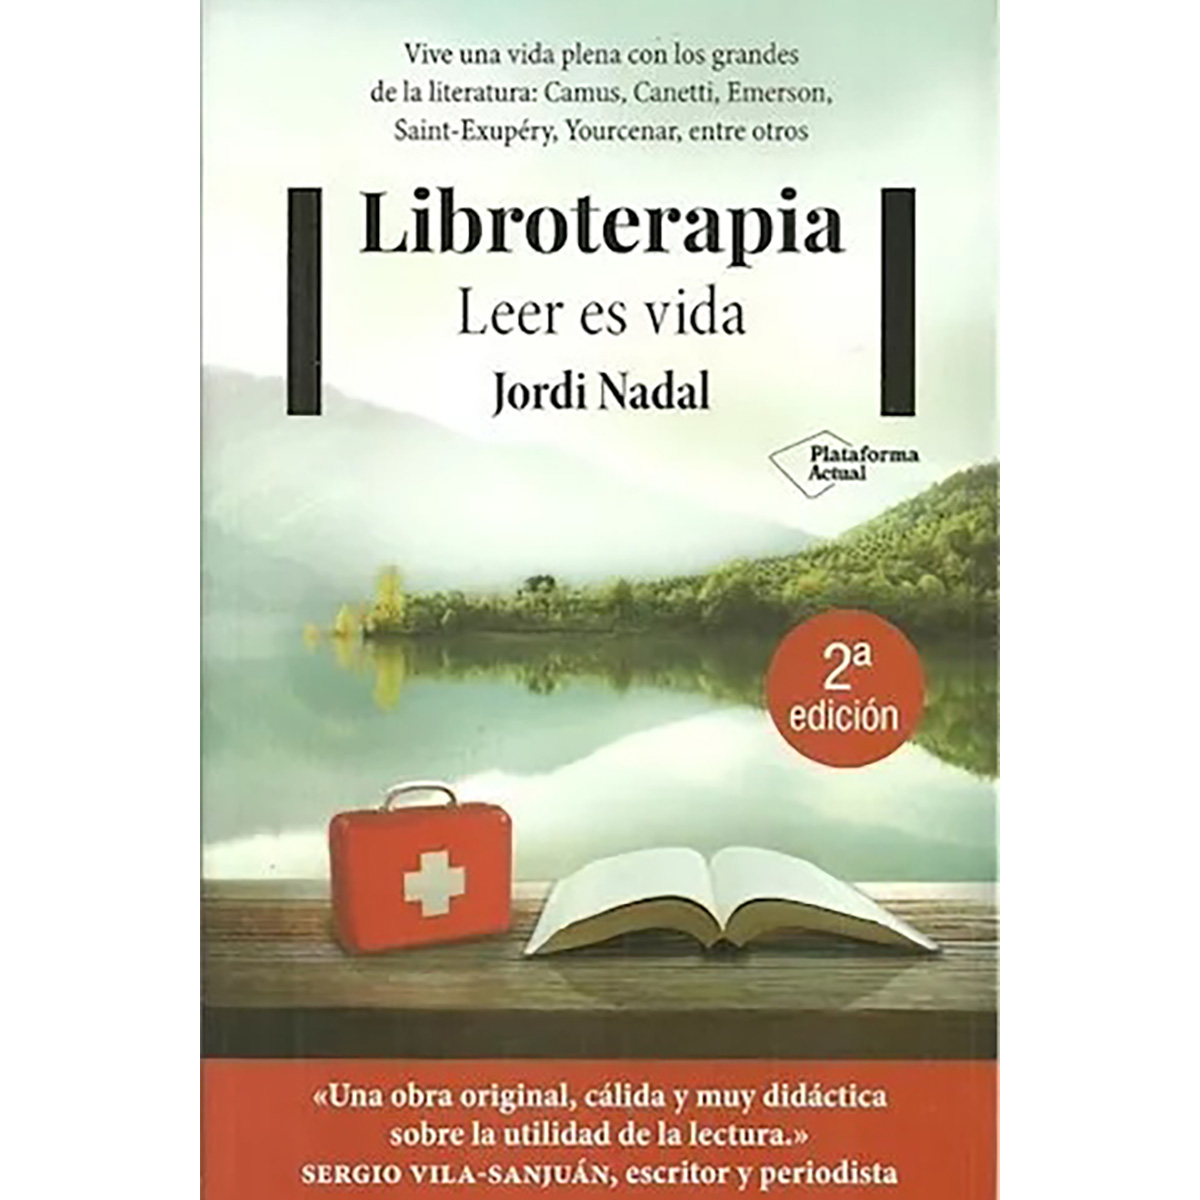 Vive una vida plena con los grandes
de la literatura: Camus, Canetti, Emerson,
Saint-Exupéry, Yourcenar, entre otros
Libroterapia
Leer es vida
Jordi Nadal
Plataforma
Actual
2ª
edición
«Una obra original, cálida y muy didáctica
sobre la utilidad de la lectura.»
SERGIO VILA-SANJUÁN, escritor y periodista